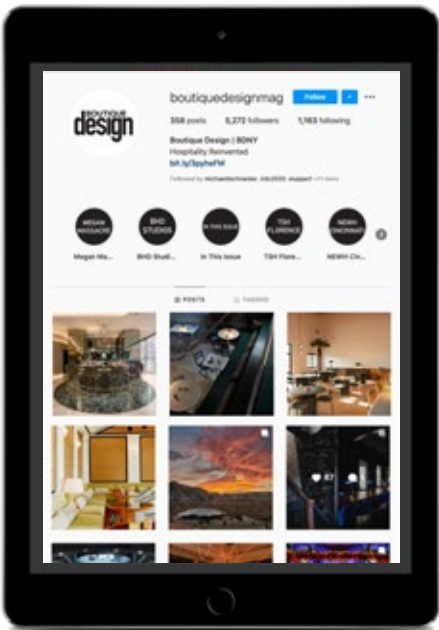 BOUTIQUE
design
boutiquedesignmag
Follow
358 posts 5,272 followers 1,163 following
Boutique Design | BDNY
Hospitality Reinvented
bit.ly/3pyheFM
Followed by
MEGAN
MASSACRE
BHD
STUDIOS
IN THIS ISSUE
TSH
FLORENCE
NEWH
CINCINNATI
Megan Ma...
BHD Studi...
In This Issue
TSH Flore...
NEWH Cin...
POSTS
TAGGED
87